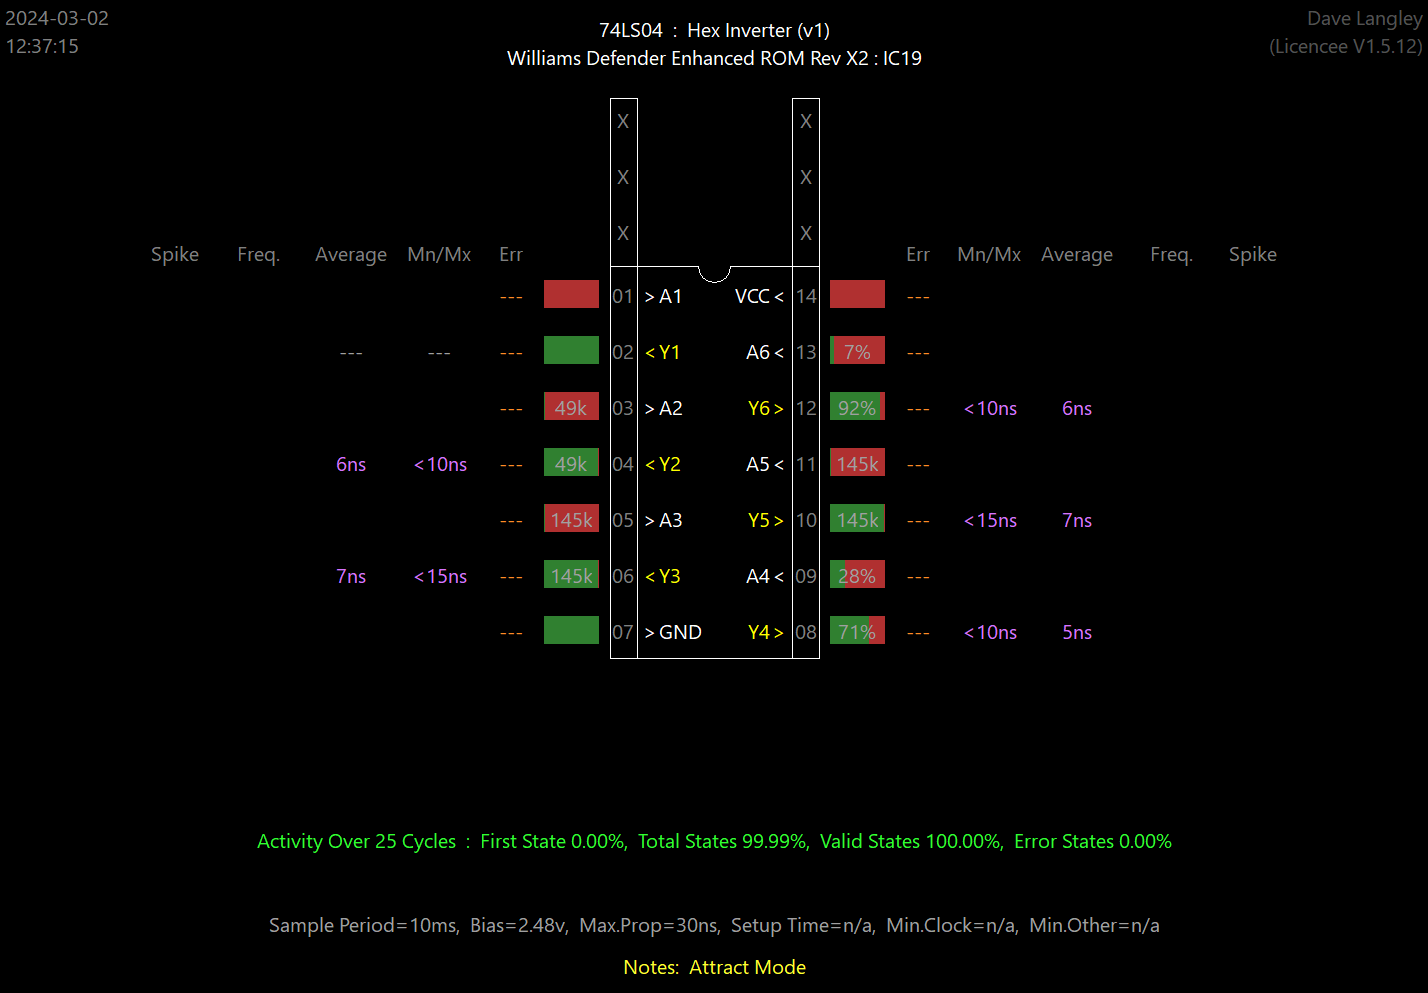 2024-03-02
12:37:15
74LS04 : Hex Inverter (v1)
Williams Defender Enhanced ROM Rev X2 : IC19
Dave Langley
(Licencee V1.5.12)
X X
X X
X X
Spike Freq. Average Mn/Mx Err Err Mn/Mx Average Freq. Spike
--- 01 > A1 VCC < 14 ---
--- --- --- 02 < Y1 A6 < 13 7% ---
--- 49k 03 > A2 Y6 > 12 92% --- <10ns 6ns
6ns <10ns --- 49k 04 < Y2 A5 < 11 145k ---
--- 145k 05 > A3 Y5 > 10 145k --- <15ns 7ns
7ns <15ns --- 145k 06 < Y3 A4 < 09 28% ---
--- 07 > GND Y4 > 08 71% --- <10ns 5ns
Activity Over 25 Cycles : First State 0.00%, Total States 99.99%, Valid States 100.00%, Error States 0.00%
Sample Period=10ms, Bias=2.48v, Max.Prop=30ns, Setup Time=n/a, Min.Clock=n/a, Min.Other=n/a
Notes: Attract Mode